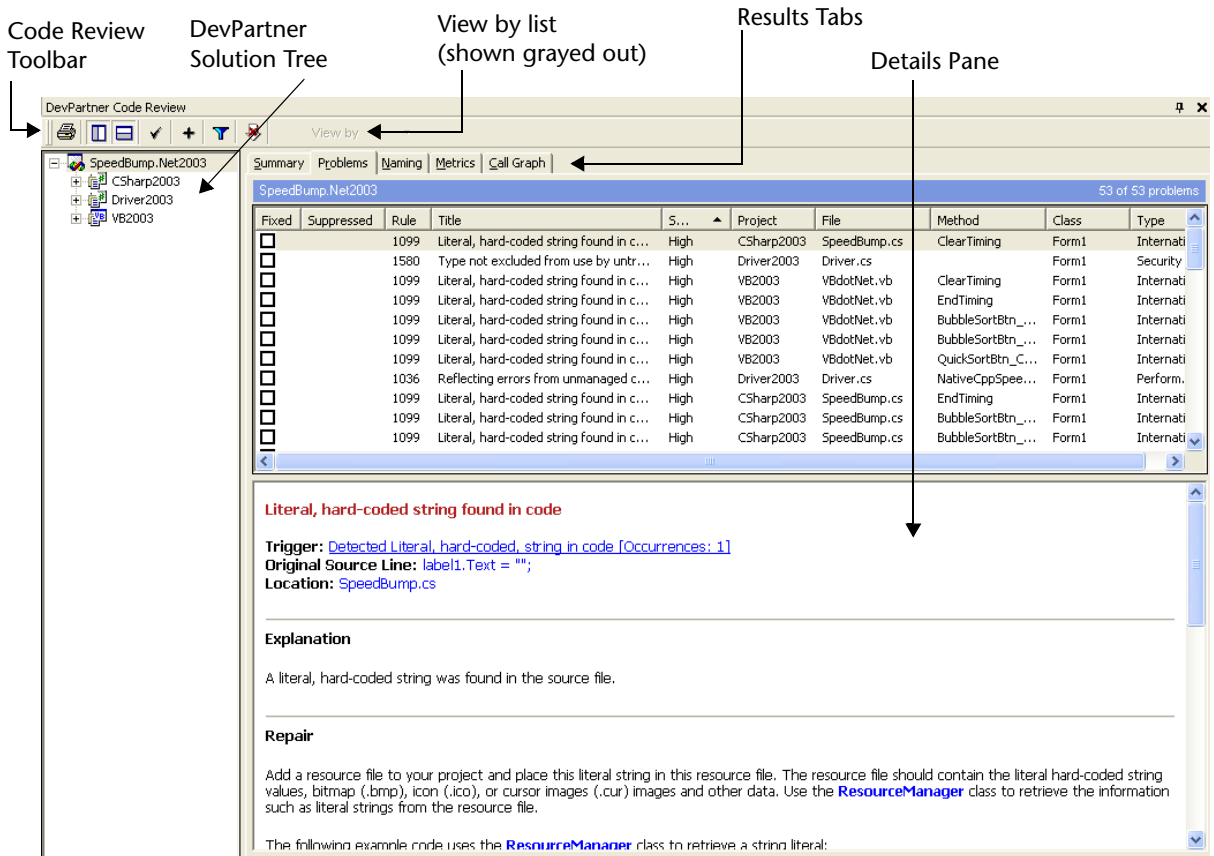 Code Review
Toolbar
DevPartner
Solution Tree
View by list
(shown grayed out)
Results Tabs
Details Pane
DevPartner Code Review
View by
SpeedBump.Net2003
CSharp2003
Driver2003
VB2003
Summary Problems Naming Metrics Call Graph
SpeedBump.Net2003 53 of 53 problems
Fixed Suppressed Rule Title S... Project File Method Class Type
1099 Literal, hard-coded string found in c... High CSharp2003 SpeedBump.cs ClearTiming Form1 Internati
1580 Type not excluded from use by untr... High Driver2003 Driver.cs Form1 Security
1099 Literal, hard-coded string found in c... High VB2003 VBdotNet.vb ClearTiming Form1 Internati
1099 Literal, hard-coded string found in c... High VB2003 VBdotNet.vb EndTiming Form1 Internati
1099 Literal, hard-coded string found in c... High VB2003 VBdotNet.vb BubbleSortBtn_... Form1 Internati
1099 Literal, hard-coded string found in c... High VB2003 VBdotNet.vb BubbleSortBtn_... Form1 Internati
1099 Literal, hard-coded string found in c... High VB2003 VBdotNet.vb QuickSortBtn_C... Form1 Internati
1036 Reflecting errors from unmanaged c... High Driver2003 Driver.cs NativeCppSpee... Form1 Perform.
1099 Literal, hard-coded string found in c... High CSharp2003 SpeedBump.cs EndTiming Form1 Internati
1099 Literal, hard-coded string found in c... High CSharp2003 SpeedBump.cs BubbleSortBtn_... Form1 Internati
1099 Literal, hard-coded string found in c... High CSharp2003 SpeedBump.cs BubbleSortBtn_... Form1 Internati
Literal, hard-coded string found in code
Trigger: Detected Literal, hard-coded, string in code [Occurrences: 1]
Original Source Line: label1.Text = "";
Location: SpeedBump.cs
Explanation
A literal, hard-coded string was found in the source file.
Repair
Add a resource file to your project and place this literal string in this resource file. The resource file should contain the literal hard-coded string
values, bitmap (.bmp), icon (.ico), or cursor images (.cur) images and other data. Use the ResourceManager class to retrieve the information
such as literal strings from the resource file.
The following example code uses the ResourceManager class to retrieve a string literal: